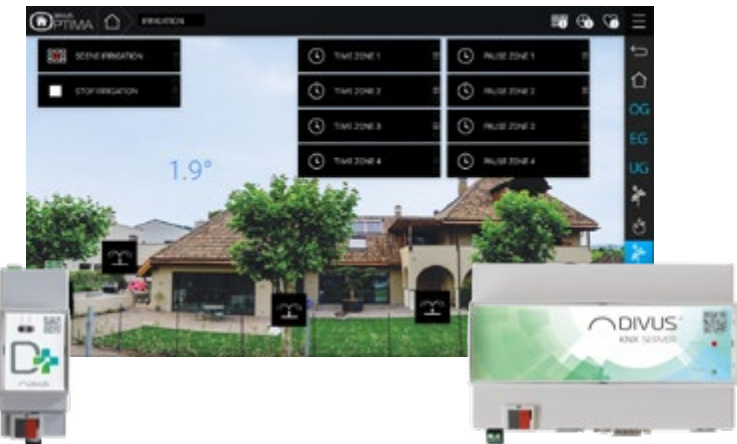 OPTIMA
IRRIGATION
SCENE IRRIGATION
STOP IRRIGATION
TIME ZONE 1
PAUSE ZONE 1
TIME ZONE 2
PAUSE ZONE 2
TIME ZONE 3
PAUSE ZONE 3
TIME ZONE 4
PAUSE ZONE 4
OG
EG
UG
1.9°
D+
DIVUS
DIVUS
KNX SERVER